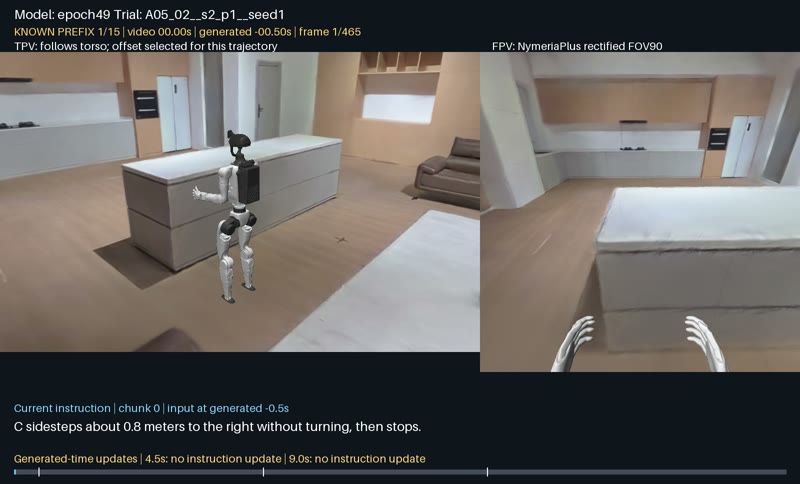 Model: epoch49 Trial: A05_02__s2_p1__seed1
KNOWN PREFIX 1/15 | video 00.00s | generated -00.50s | frame 1/465
TPV: follows torso; offset selected for this trajectory
FPV: NymeriaPlus rectified FOV90
Current instruction | chunk 0 | input at generated -0.5s
C sidesteps about 0.8 meters to the right without turning, then stops.
Generated-time updates | 4.5s: no instruction update | 9.0s: no instruction update